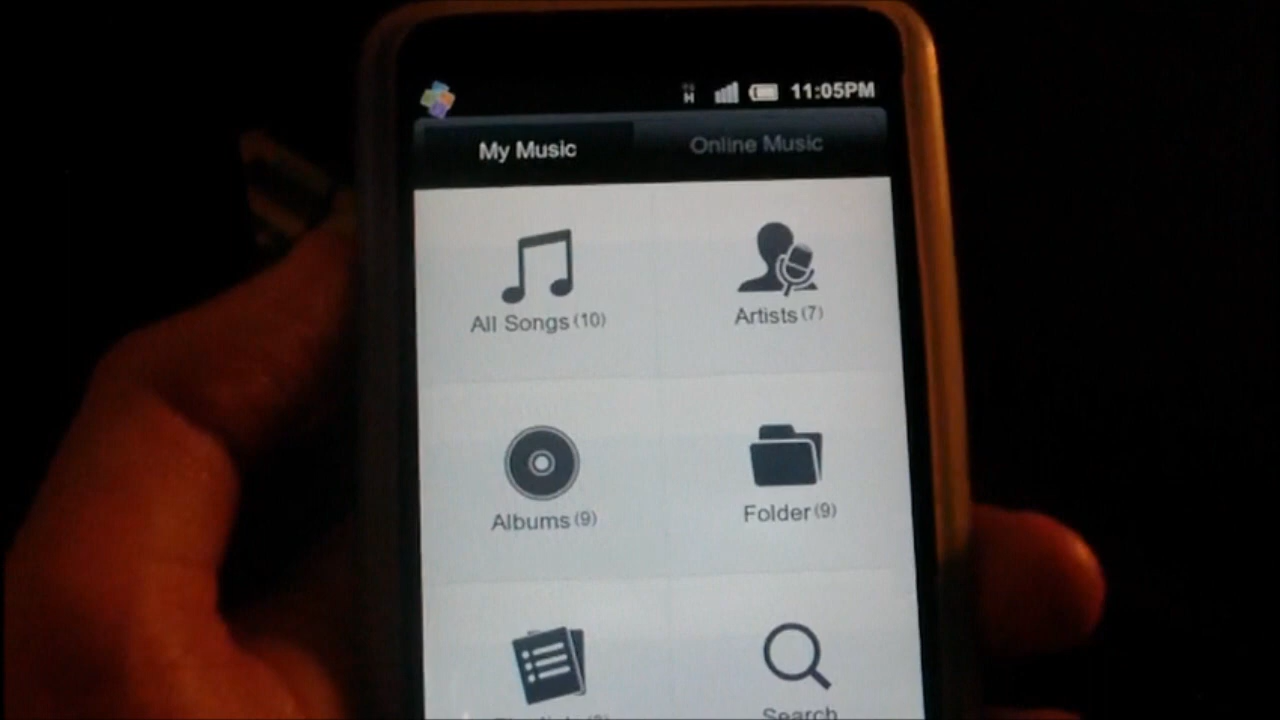 H 11:05PM
My Music Online Music
All Songs (10) Artists (7)
Albums (9) Folder (9)
Search